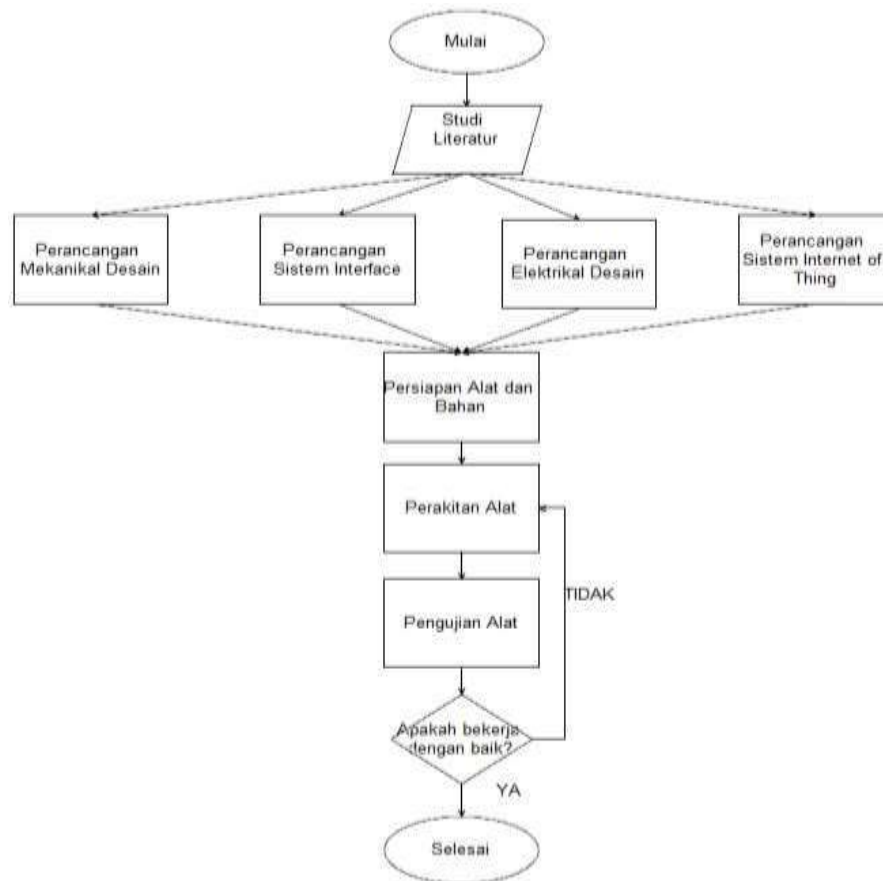 Mulai
Studi
Literatur
Perancangan
Mekanikal Desain
Perancangan
Sistem Interface
Perancangan
Elektrikal Desain
Perancangan
Sistem Internet of
Thing
Persiapan Alat dan
Bahan
Perakitan Alat
TIDAK
Pengujian Alat
Apakah bekerja
dengan baik?
YA
Selesai